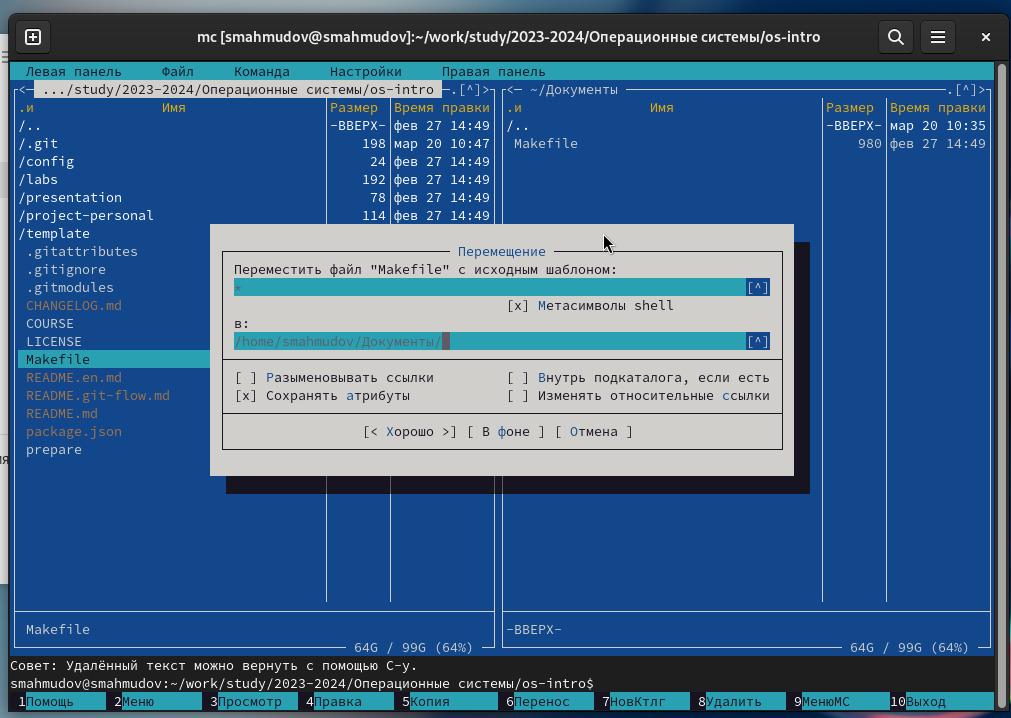 mc [smahmudov@smahmudov]:~/work/study/2023-2024/Операционные системы/os-intro
Левая панель Файл Команда Настройки Правая панель
<─ .../study/2023-2024/Операционные системы/os-intro ─.[^]>
.и Имя Размер Время правки
/.. -ВВЕРХ- фев 27 14:49
/.git 198 мар 20 10:47
/config 24 фев 27 14:49
/labs 192 фев 27 14:49
/presentation 78 фев 27 14:49
/project-personal 114 фев 27 14:49
/template
.gitattributes
.gitignore
.gitmodules
CHANGELOG.md
COURSE
LICENSE
Makefile
README.en.md
README.git-flow.md
README.md
package.json
prepare
Makefile
64G / 99G (64%)
<─ ~/Документы ─.[^]>
.и Имя Размер Время правки
/.. -ВВЕРХ- мар 20 10:35
Makefile 980 фев 27 14:49
-ВВЕРХ-
64G / 99G (64%)
Перемещение
Переместить файл "Makefile" с исходным шаблоном:
* [^]
[x] Метасимволы shell
в:
/home/smahmudov/Документы/ [^]
[ ] Разыменовывать ссылки [ ] Внутрь подкаталога, если есть
[x] Сохранять атрибуты [ ] Изменять относительные ссылки
[< Хорошо >] [ В фоне ] [ Отмена ]
Совет: Удалённый текст можно вернуть с помощью C-y.
smahmudov@smahmudov:~/work/study/2023-2024/Операционные системы/os-intro$
1Помощь 2Меню 3Просмотр 4Правка 5Копия 6Перенос 7НовКтлг 8Удалить 9МенюМС 10Выход